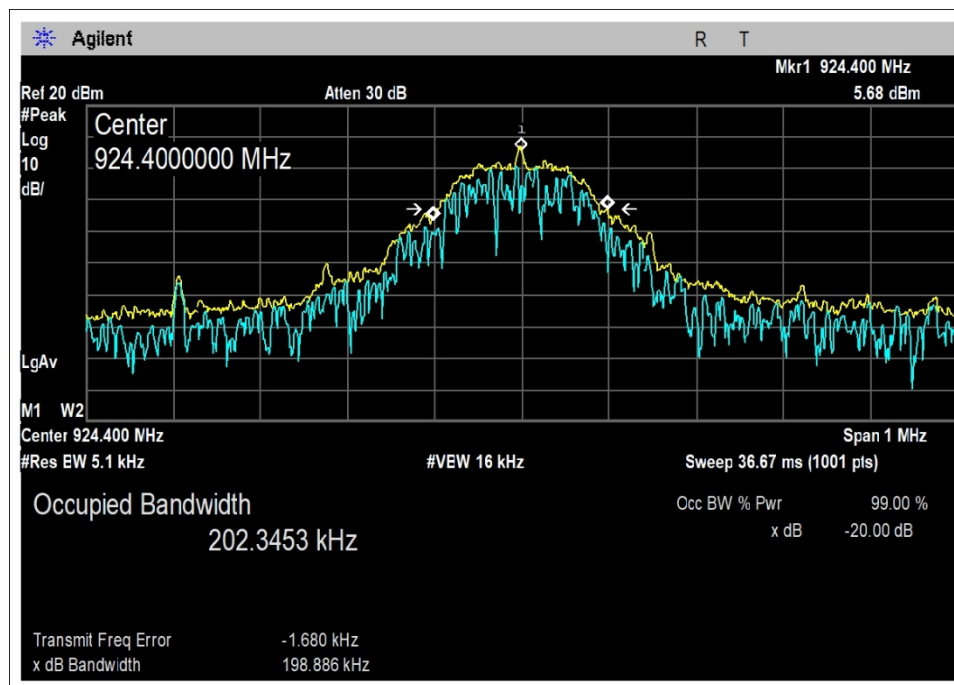 Agilent
R T
Mkr1 924.400 MHz
Ref 20 dBm Atten 30 dB 5.68 dBm
#Peak
Log
10
dB/
Center
924.4000000 MHz
1
LgAv
M1 W2
Center 924.400 MHz Span 1 MHz
#Res BW 5.1 kHz #VBW 16 kHz Sweep 36.67 ms (1001 pts)
Occupied Bandwidth
202.3453 kHz
Occ BW % Pwr 99.00 %
x dB -20.00 dB
Transmit Freq Error -1.680 kHz
x dB Bandwidth 198.886 kHz